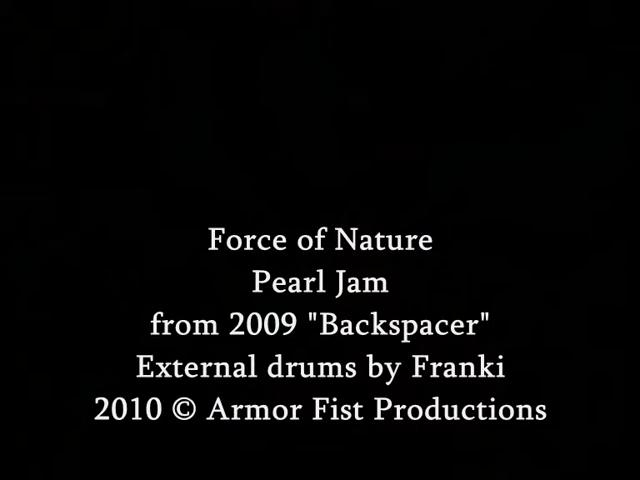 Force of Nature
Pearl Jam
from 2009 "Backspacer"
External drums by Franki
2010 © Armor Fist Productions